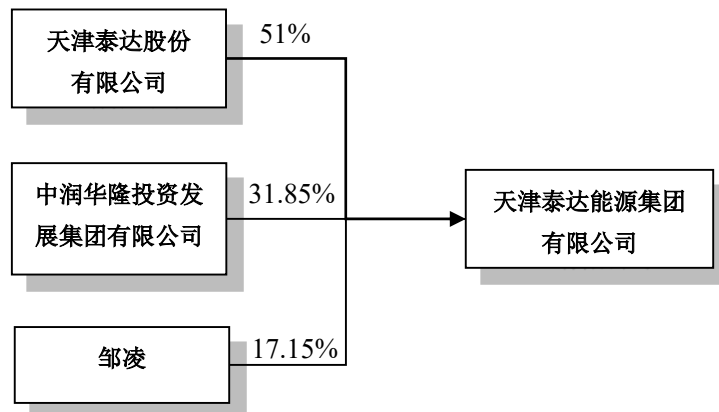 天津泰达股份
有限公司
51%
中润华隆投资发
展集团有限公司
31.85%
邹凌
17.15%
天津泰达能源集团
有限公司